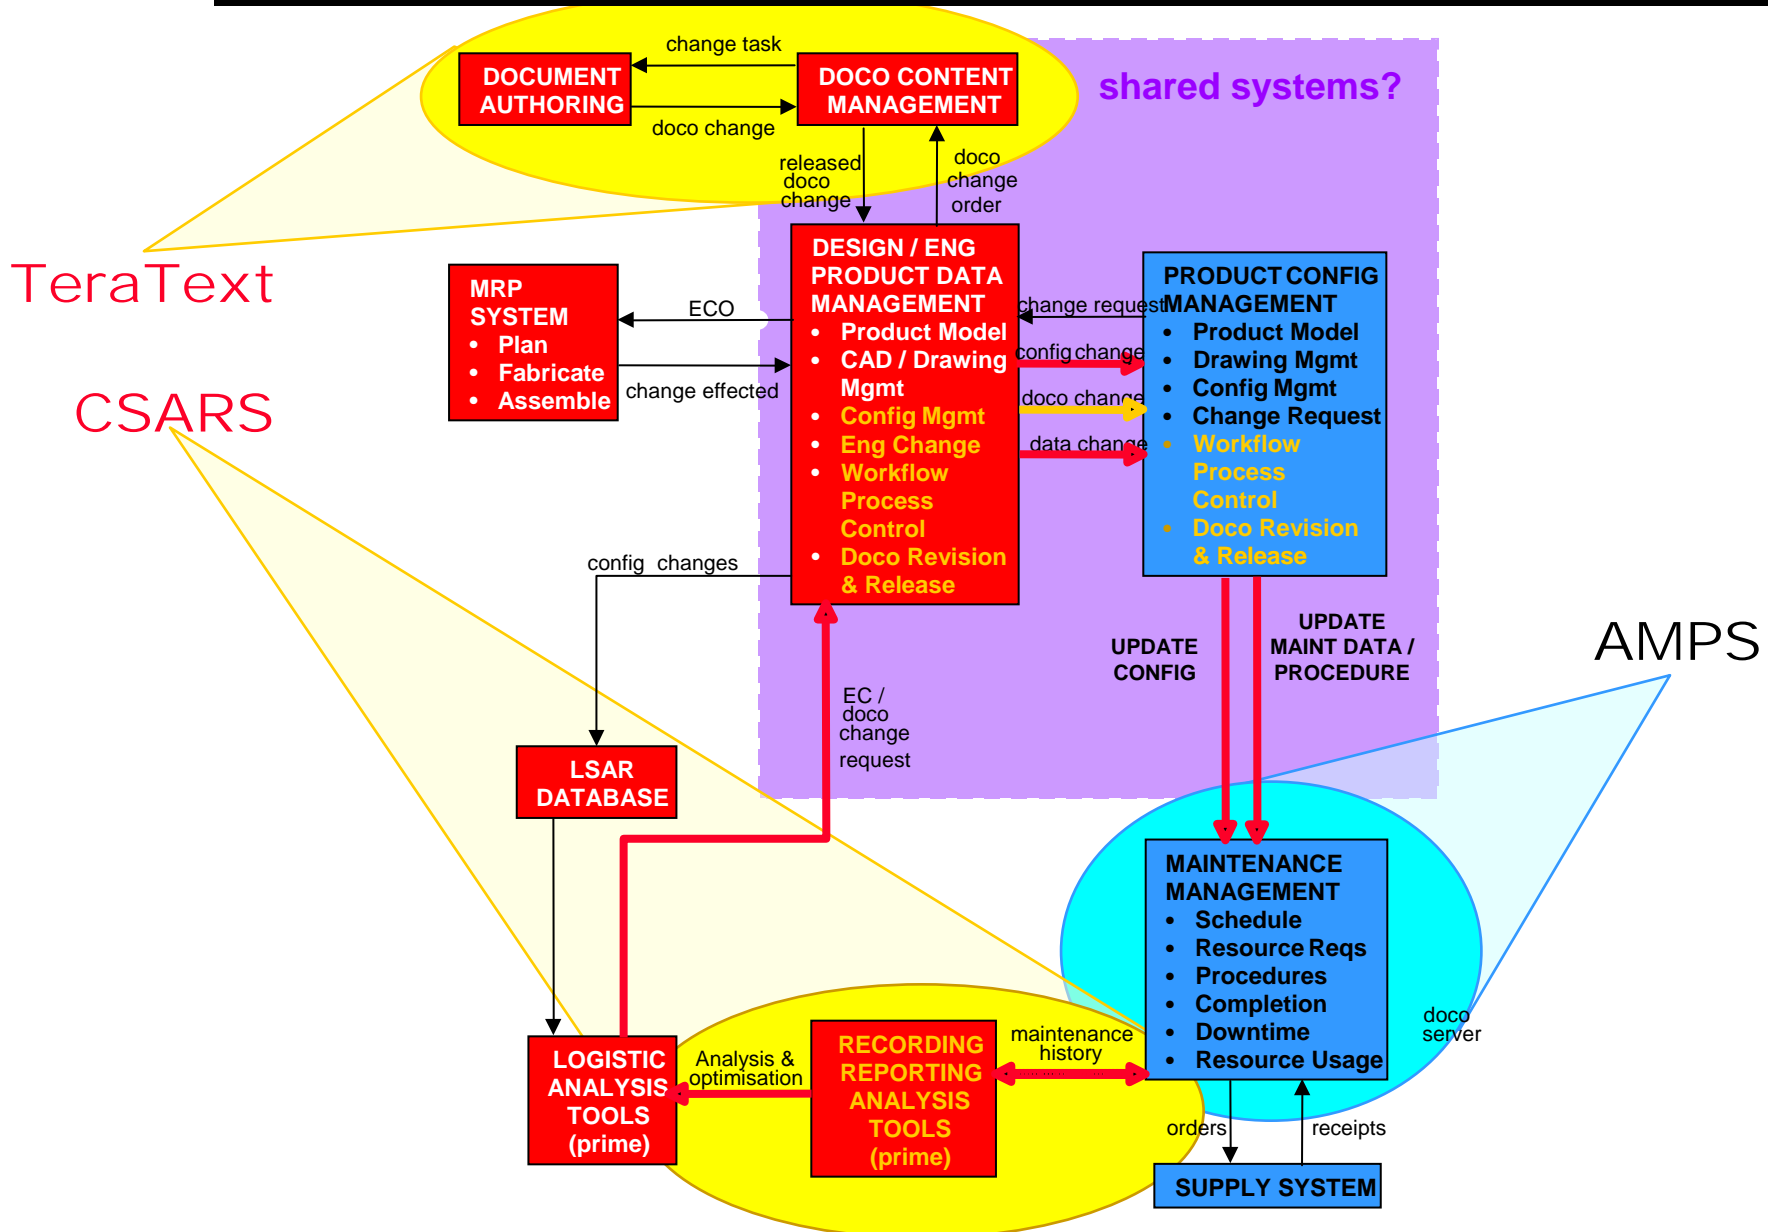 change task
DOCUMENT
AUTHORING
DOCO CONTENT
MANAGEMENT
shared systems?
doco change
released
doco
change
doco
change
order
TeraText
CSARS
MRP
SYSTEM
• Plan
• Fabricate
• Assemble
ECO
change effected
DESIGN / ENG
PRODUCT DATA
MANAGEMENT
• Product Model
• CAD / Drawing
Mgmt
• Config Mgmt
• Eng Change
• Workflow
Process
Control
• Doco Revision
& Release
change request
config change
doco change
data change
PRODUCT CONFIG
MANAGEMENT
• Product Model
• Drawing Mgmt
• Config Mgmt
• Change Request
• Workflow
Process
Control
• Doco Revision
& Release
config changes
UPDATE
CONFIG
UPDATE
MAINT DATA /
PROCEDURE
AMPS
EC /
doco
change
request
LSAR
DATABASE
MAINTENANCE
MANAGEMENT
• Schedule
• Resource Reqs
• Procedures
• Completion
• Downtime
• Resource Usage
doco
server
LOGISTIC
ANALYSIS
TOOLS
(prime)
Analysis &
optimisation
RECORDING
REPORTING
ANALYSIS
TOOLS
(prime)
maintenance
history
orders
receipts
SUPPLY SYSTEM